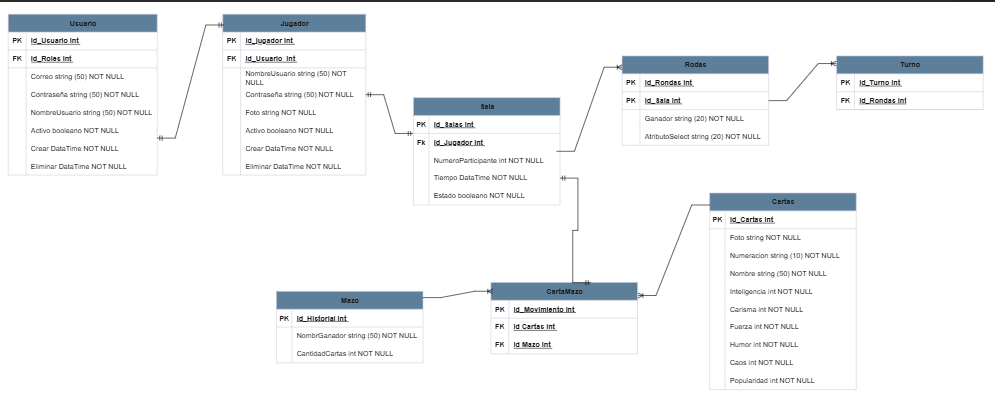 Usuario
PK Id_Usuario Int
FK Id_Roles Int
Correo string (50) NOT NULL
Contraseña string (50) NOT NULL
NombreUsuario string (50) NOT NULL
Activo booleano NOT NULL
Crear DataTime NOT NULL
Eliminar DataTime NOT NULL
Jugador
PK Id_jugador Int
FK Id_Usuario Int
NombreUsuario string (50) NOT
NULL
Contraseña string (50) NOT NULL
Foto string NOT NULL
Activo booleano NOT NULL
Crear DataTime NOT NULL
Eliminar DataTime NOT NULL
Sala
PK Id_Salas Int
Fk Id_Jugador Int
NumeroParticipante int NOT NULL
Tiempo DataTime NOT NULL
Estado booleano NOT NULL
Rodas
PK Id_Rondas Int
PK Id_Sala Int
Ganador string (20) NOT NULL
AtributoSelect string (20) NOT NULL
Turno
PK Id_Turno Int
FK Id_Rondas Int
Cartas
PK Id_Cartas Int
Foto string NOT NULL
Numeracion string (10) NOT NULL
Nombre string (50) NOT NULL
Inteligencia int NOT NULL
Carisma int NOT NULL
Fuerza int NOT NULL
Humor int NOT NULL
Caos int NOT NULL
Popularidad int NOT NULL
Mazo
PK Id_Historial Int
NombrGanador string (50) NOT NULL
CantidadCartas int NOT NULL
CartaMazo
PK Id_Movimiento Int
FK Id Cartas Int
FK Id Mazo Int